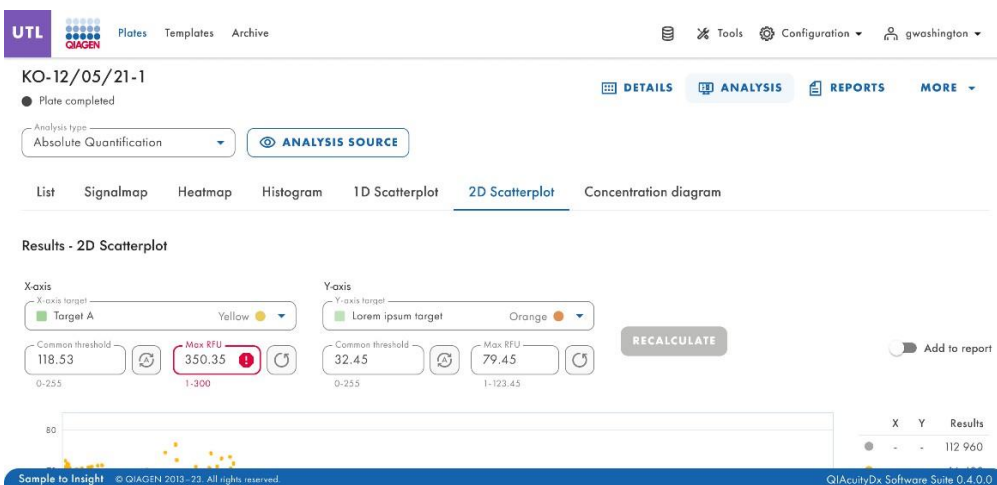 UTL
QIAGEN
Plates Templates Archive
Tools Configuration gwashington
KO-12/05/21-1
Plate completed
DETAILS ANALYSIS REPORTS MORE
Analysis type
Absolute Quantification
ANALYSIS SOURCE
List Signalmap Heatmap Histogram 1D Scatterplot 2D Scatterplot Concentration diagram
Results - 2D Scatterplot
X-axis Y-axis
X-axis target Y-axis target
Target A Yellow Lorem ipsum target Orange
RECALCULATE
Common threshold Max RFU Common threshold Max RFU
118.53 A 350.35 32.45 A 79.45
Add to report
0-255 1-300 0-255 1-123.45
X Y Results
80
- - 112 960
Sample to Insight © QIAGEN 2013–23. All rights reserved. QIAcuityDx Software Suite 0.4.0.0